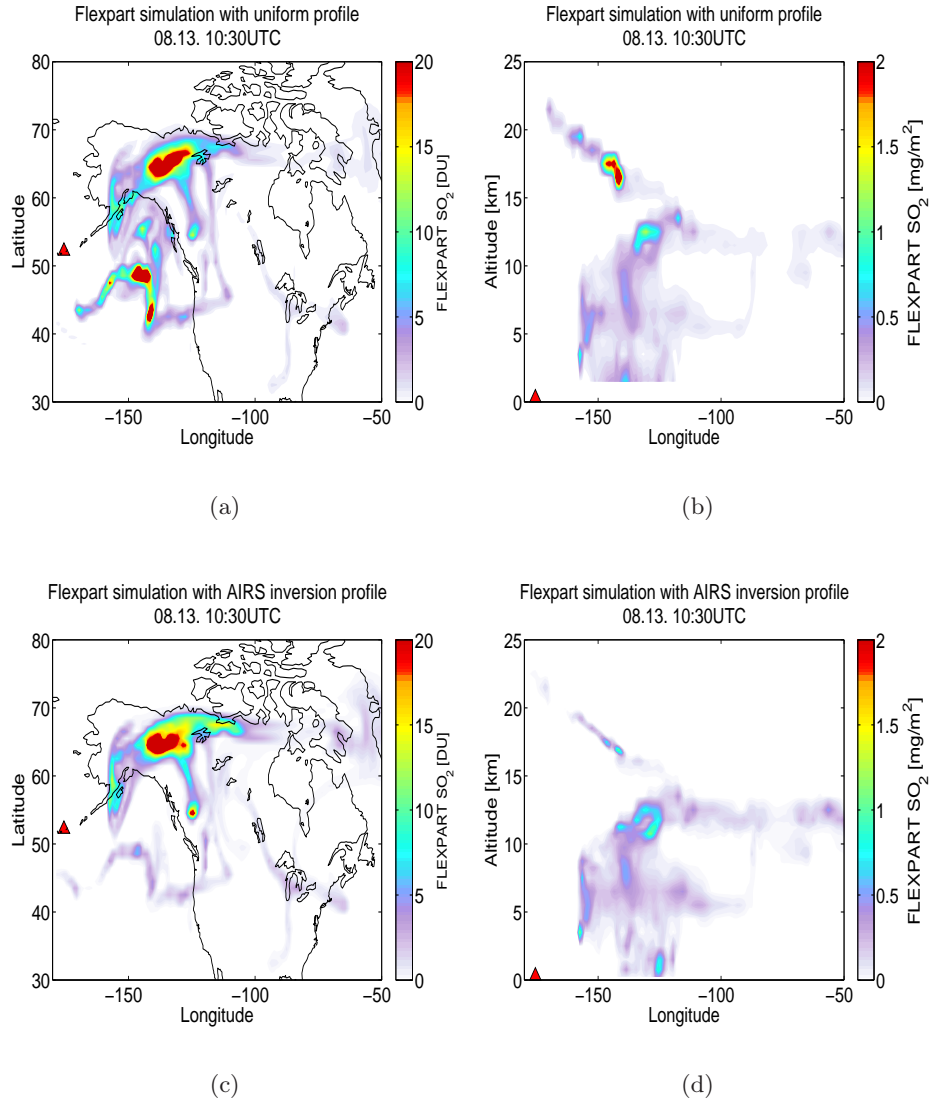 Flexpart simulation with uniform profile
08.13. 10:30UTC
80
70
60
50
40
30
Latitude
−150
−100
−50
Longitude
20
15
10
5
0
FLEXPART SO2 [DU]
(a)
Flexpart simulation with uniform profile
08.13. 10:30UTC
25
20
15
10
5
0
Altitude [km]
−150
−100
−50
Longitude
2
1.5
1
0.5
0
FLEXPART SO2 [mg/m2]
(b)
Flexpart simulation with AIRS inversion profile
08.13. 10:30UTC
80
70
60
50
40
30
Latitude
−150
−100
−50
Longitude
20
15
10
5
0
FLEXPART SO2 [DU]
(c)
Flexpart simulation with AIRS inversion profile
08.13. 10:30UTC
25
20
15
10
5
0
Altitude [km]
−150
−100
−50
Longitude
2
1.5
1
0.5
0
FLEXPART SO2 [mg/m2]
(d)